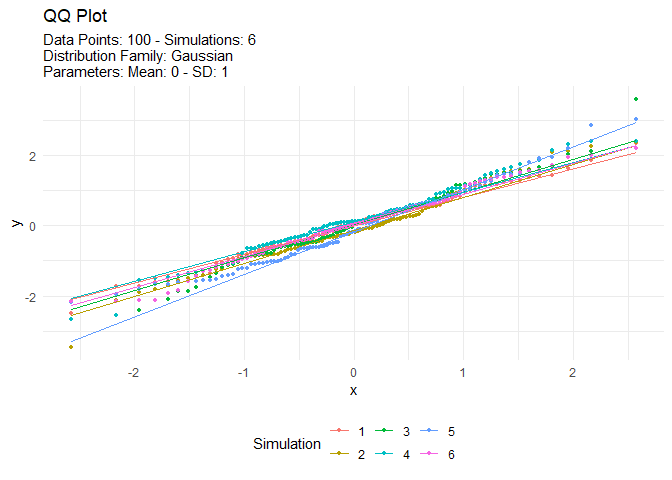 QQ Plot
Data Points: 100 - Simulations: 6
Distribution Family: Gaussian
Parameters: Mean: 0 - SD: 1
y
2
0
-2
-2
-1
0
1
2
x
Simulation
1
3
5
2
4
6